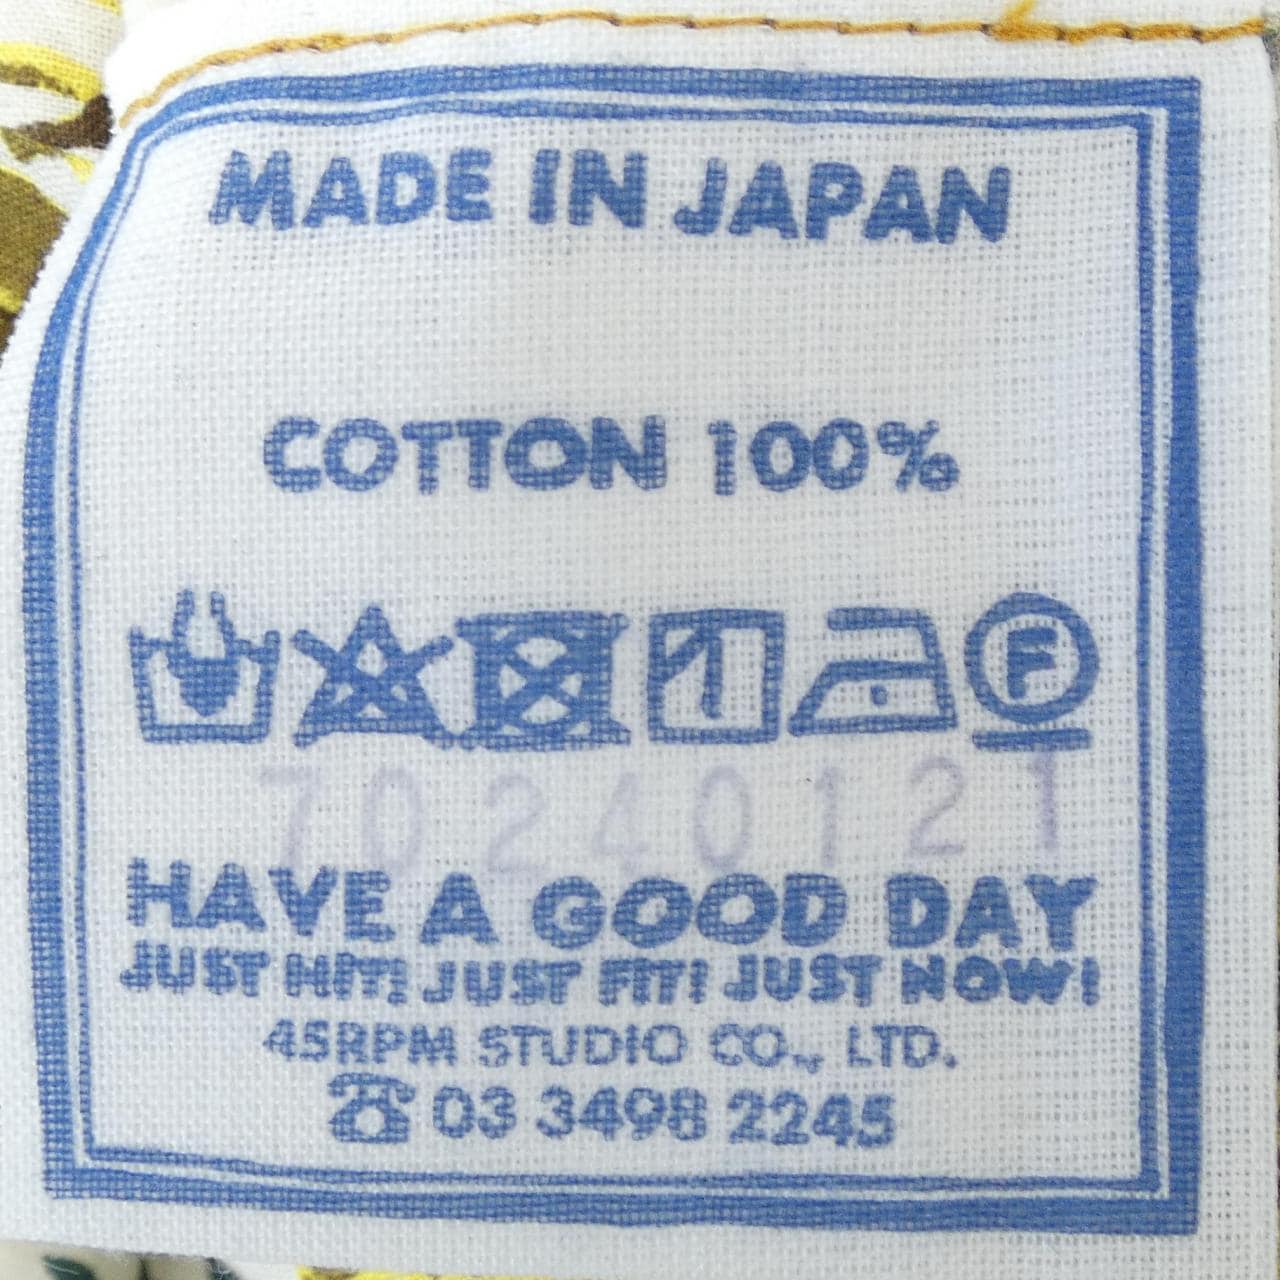 MADE IN JAPAN
COTTON 100%
F
70240121
HAVE A GOOD DAY
JUST HIT! JUST FIT! JUST NOW!
45RPM STUDIO CO., LTD.
☎ 03 3498 2245